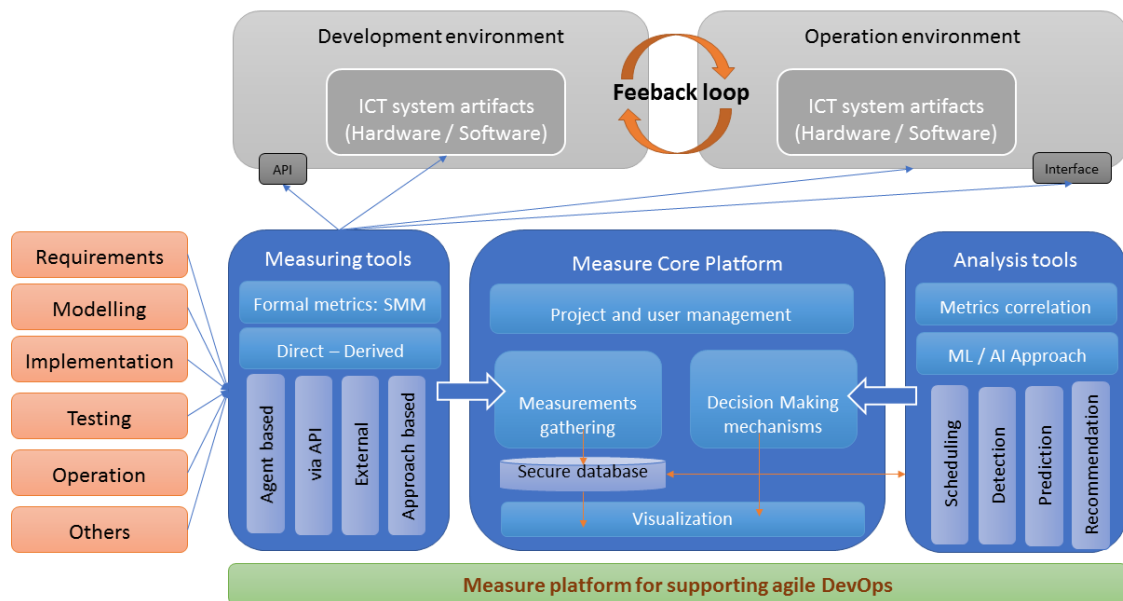 Development environment
Operation environment
ICT system artifacts
(Hardware / Software)
Feeback loop
ICT system artifacts
(Hardware / Software)
API
Interface
Requirements
Modelling
Implementation
Testing
Operation
Others
Measuring tools
Formal metrics: SMM
Direct – Derived
Agent based
via API
External
Approach based
Measure Core Platform
Project and user management
Measurements
gathering
Decision Making
mechanisms
Secure database
Visualization
Analysis tools
Metrics correlation
ML / AI Approach
Scheduling
Detection
Prediction
Recommendation
Measure platform for supporting agile DevOps